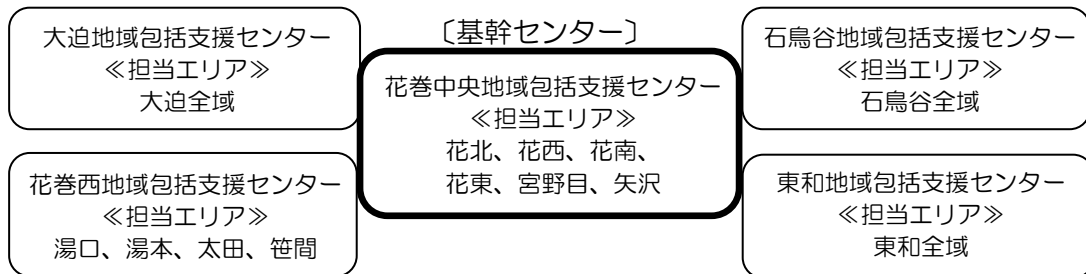 大迫地域包括支援センター
≪担当エリア≫
大迫全域
〔基幹センター〕
花巻中央地域包括支援センター
≪担当エリア≫
花北、花西、花南、
花東、宮野目、矢沢
石鳥谷地域包括支援センター
≪担当エリア≫
石鳥谷全域
花巻西地域包括支援センター
≪担当エリア≫
湯口、湯本、太田、笹間
東和地域包括支援センター
≪担当エリア≫
東和全域